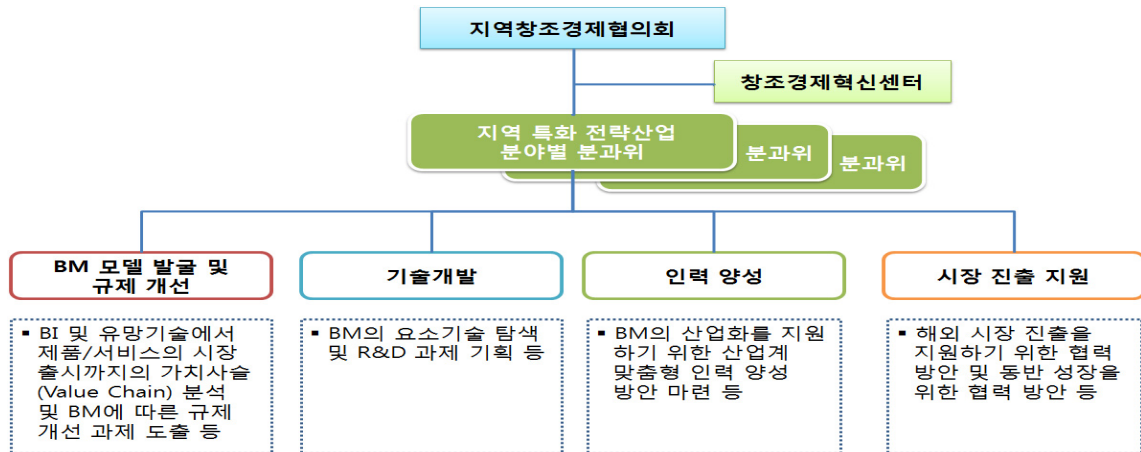 지역창조경제협의회
창조경제혁신센터
지역 특화 전략산업
분야별 분과위
분과위
분과위
BM 모델 발굴 및
규제 개선
기술개발
인력 양성
시장 진출 지원
▪ BI 및 유망기술에서
제품/서비스의 시장
출시까지의 가치사슬
(Value Chain) 분석
및 BM에 따른 규제
개선 과제 도출 등
▪ BM의 요소기술 탐색
및 R&D 과제 기획 등
▪ BM의 산업화를 지원
하기 위한 산업계
맞춤형 인력 양성
방안 마련 등
▪ 해외 시장 진출을
지원하기 위한 협력
방안 및 동반 성장을
위한 협력 방안 등